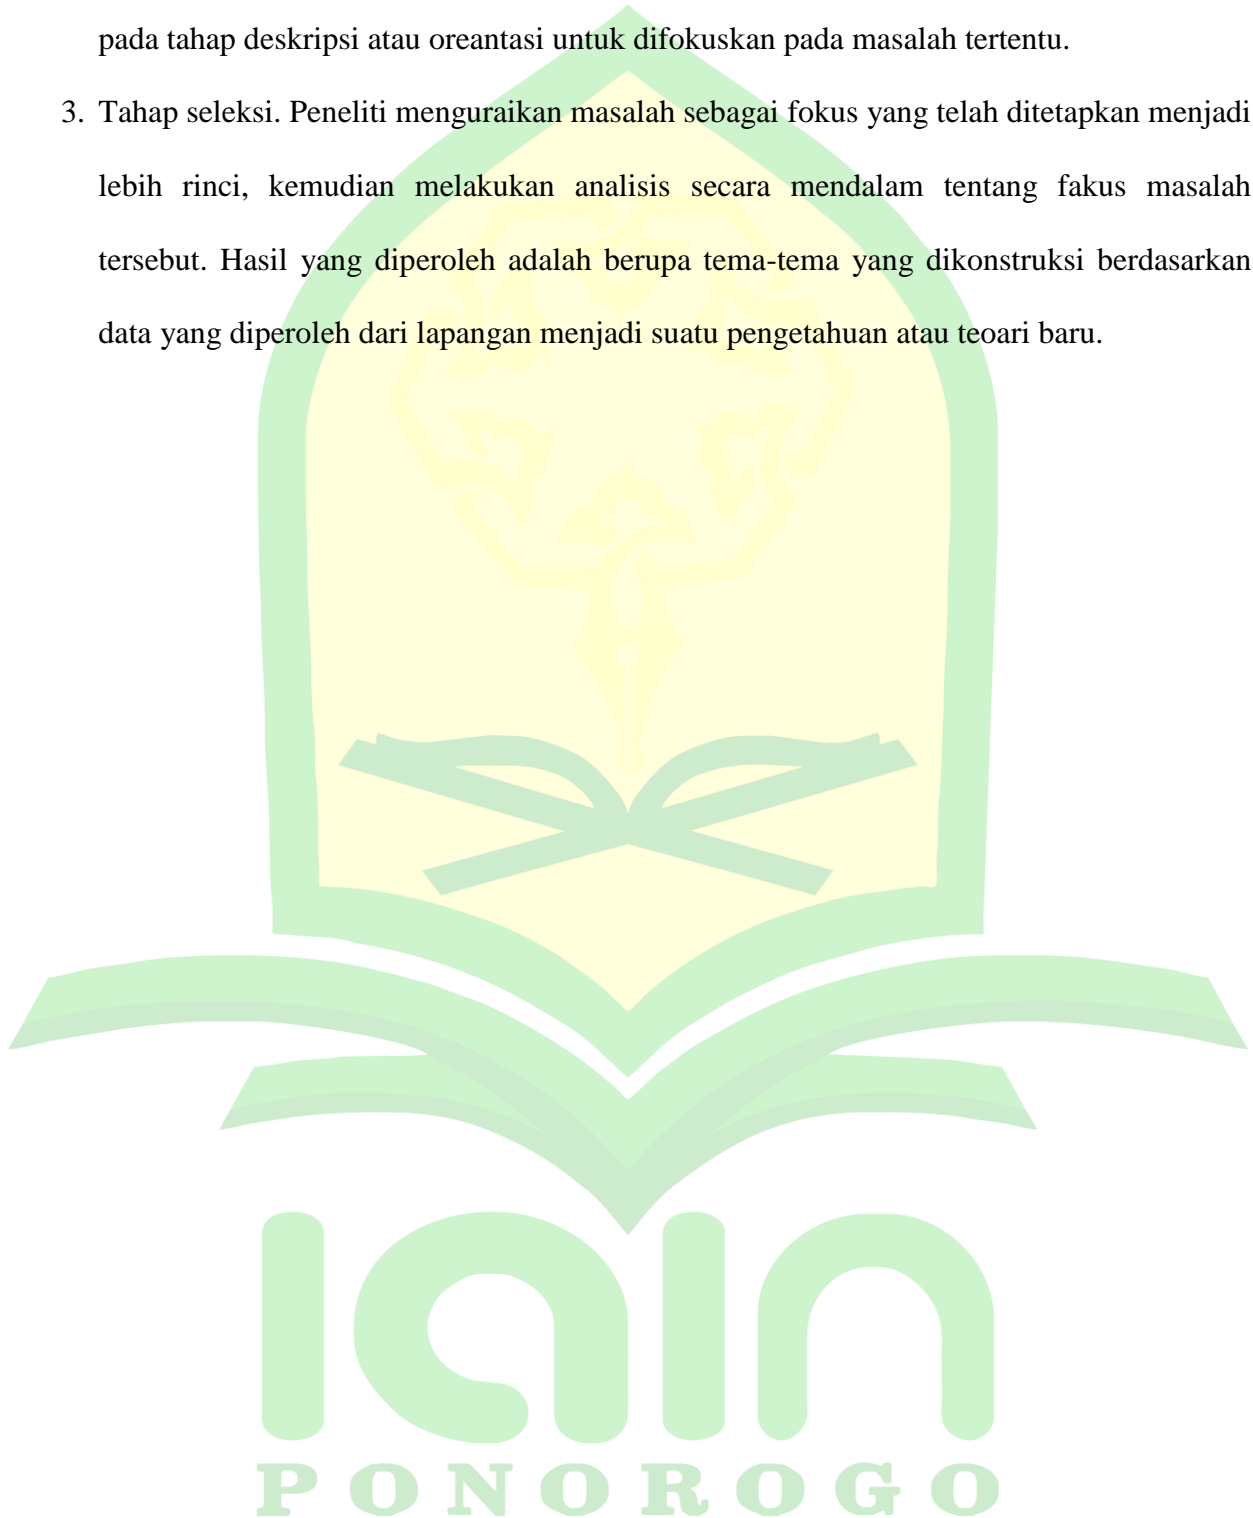 pada tahap deskripsi atau oreantasi untuk difokuskan pada masalah tertentu.
3. Tahap seleksi. Peneliti menguraikan masalah sebagai fokus yang telah ditetapkan menjadi
lebih rinci, kemudian melakukan analisis secara mendalam tentang fakus masalah
tersebut. Hasil yang diperoleh adalah berupa tema-tema yang dikonstruksi berdasarkan
data yang diperoleh dari lapangan menjadi suatu pengetahuan atau teoari baru.
IAIN
PONOROGO